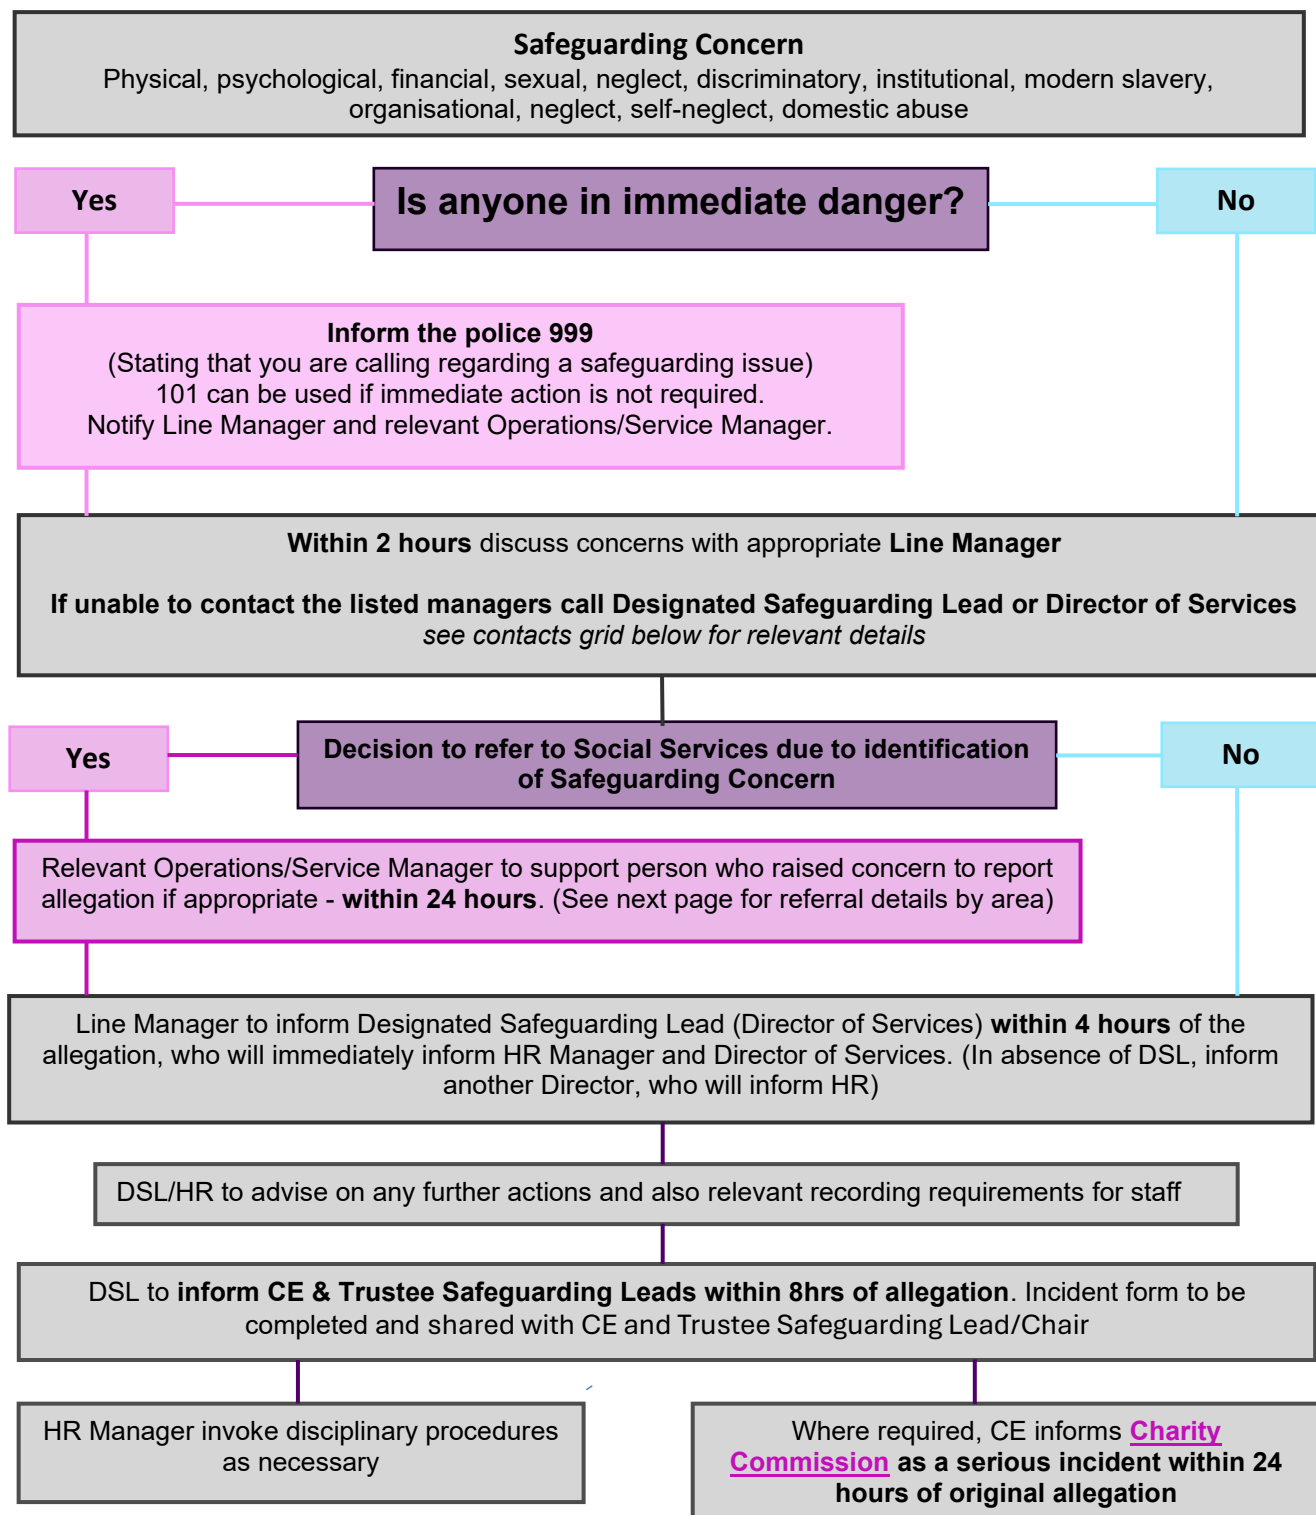 Safeguarding Concern
Physical, psychological, financial, sexual, neglect, discriminatory, institutional, modern slavery,
organisational, neglect, self-neglect, domestic abuse
Yes
Is anyone in immediate danger?
No
Inform the police 999
(Stating that you are calling regarding a safeguarding issue)
101 can be used if immediate action is not required.
Notify Line Manager and relevant Operations/Service Manager.
Within 2 hours discuss concerns with appropriate Line Manager
If unable to contact the listed managers call Designated Safeguarding Lead or Director of Services
see contacts grid below for relevant details
Yes
Decision to refer to Social Services due to identification
of Safeguarding Concern
No
Relevant Operations/Service Manager to support person who raised concern to report
allegation if appropriate - within 24 hours. (See next page for referral details by area)
Line Manager to inform Designated Safeguarding Lead (Director of Services) within 4 hours of the
allegation, who will immediately inform HR Manager and Director of Services. (In absence of DSL, inform
another Director, who will inform HR)
DSL/HR to advise on any further actions and also relevant recording requirements for staff
DSL to inform CE & Trustee Safeguarding Leads within 8hrs of allegation. Incident form to be
completed and shared with CE and Trustee Safeguarding Lead/Chair
HR Manager invoke disciplinary procedures
as necessary
Where required, CE informs Charity
Commission as a serious incident within 24
hours of original allegation